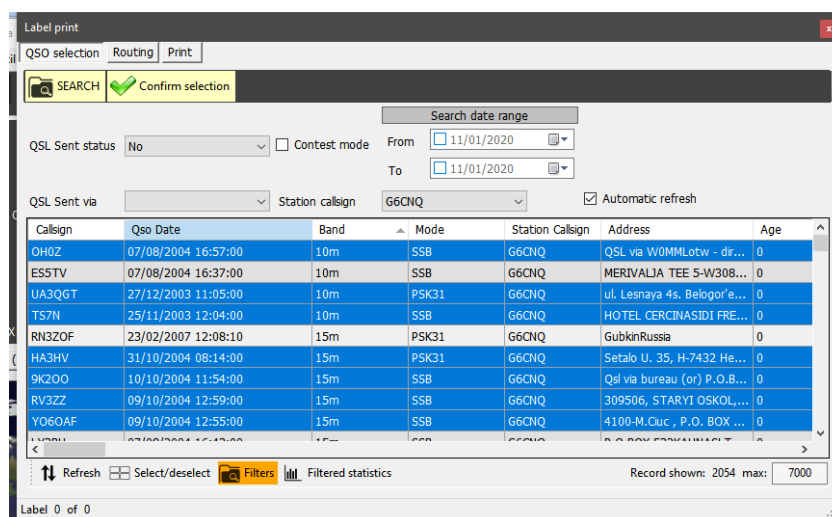 Label print
QSO selection Routing Print
SEARCH Confirm selection
Search date range
QSL Sent status No Contest mode From 11/01/2020
To 11/01/2020
QSL Sent via Station callsign G6CNQ Automatic refresh
Callsign Qso Date Band Mode Station Callsign Address Age
OH0Z 07/08/2004 16:57:00 10m SSB G6CNQ QSL via W0MMLotw - dir... 0
ES5TV 07/08/2004 16:37:00 10m SSB G6CNQ MERIVALJA TEE 5-W308... 0
UA3QGT 27/12/2003 11:05:00 10m PSK31 G6CNQ ul. Lesnaya 4s. Belogor'e... 0
TS7N 25/11/2003 12:04:00 10m SSB G6CNQ HOTEL CERCINASIDI FRE... 0
RN3ZOF 23/02/2007 12:08:10 15m PSK31 G6CNQ GubkinRussia 0
HA3HV 31/10/2004 08:14:00 15m PSK31 G6CNQ Setalo U. 35, H-7432 He... 0
9K2OO 10/10/2004 11:54:00 15m SSB G6CNQ Qsl via bureau (or) P.O.B... 0
RV3ZZ 09/10/2004 12:59:00 15m SSB G6CNQ 309506, STARYI OSKOL,... 0
YO6OAF 09/10/2004 12:55:00 15m SSB G6CNQ 4100-M.Ciuc , P.O. BOX ... 0
Refresh Select/deselect Filters Filtered statistics Record shown: 2054 max: 7000
Label 0 of 0